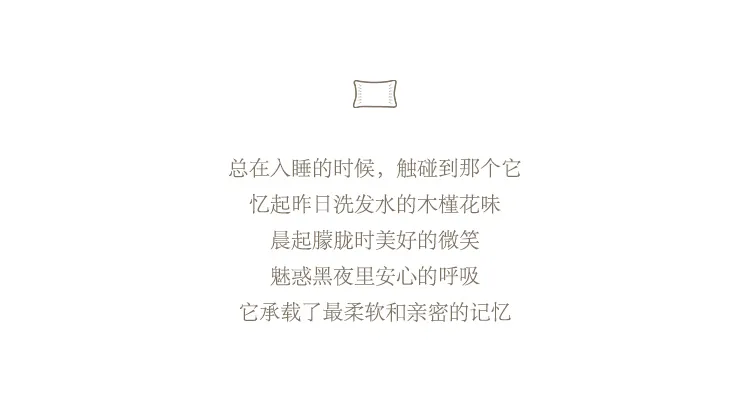 总在入睡的时候，触碰到那个它
忆起昨日洗发水的木槿花味
晨起朦胧时美好的微笑
魅惑黑夜里安心的呼吸
它承载了最柔软和亲密的记忆